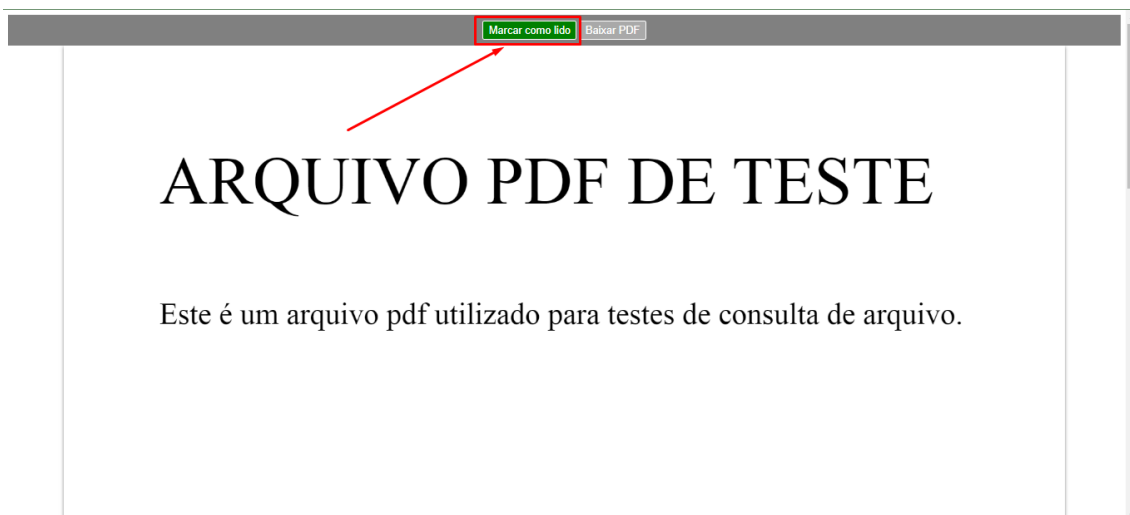 Marcar como lido Baixar PDF
ARQUIVO PDF DE TESTE
Este é um arquivo pdf utilizado para testes de consulta de arquivo.